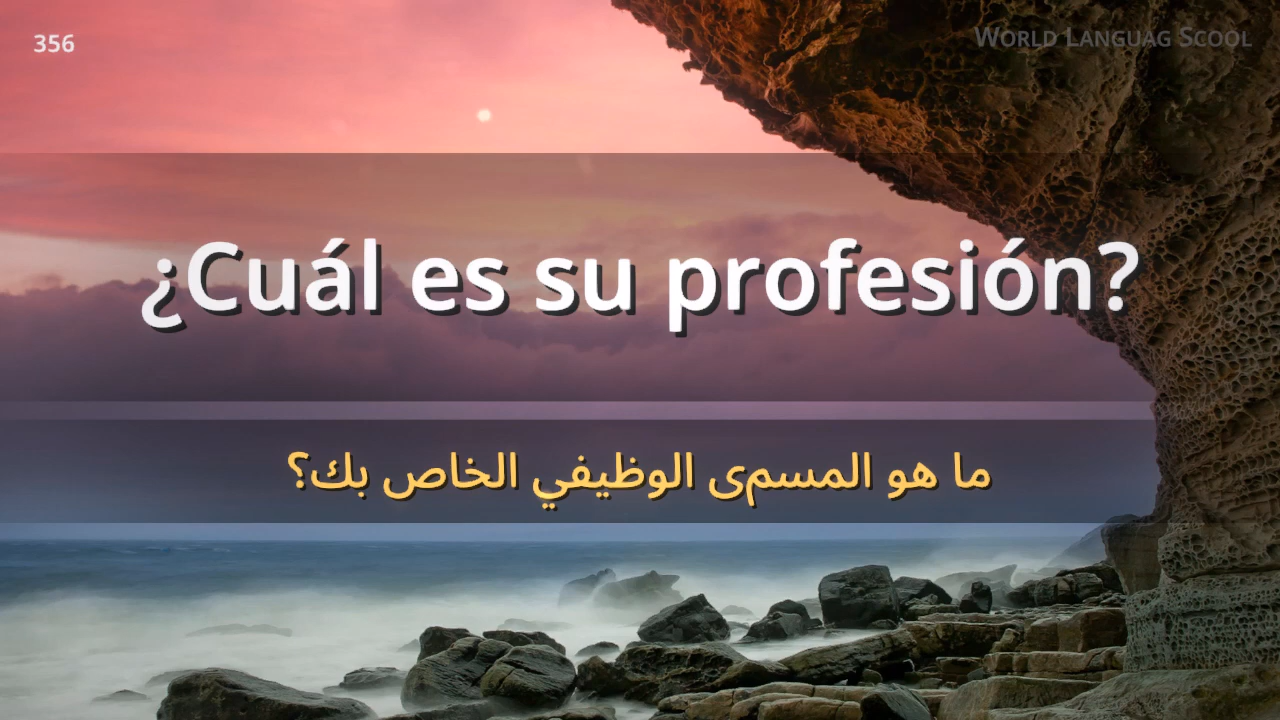 356
World Languag Scool
¿Cuál es su profesión?
ما هو المسمى الوظيفي الخاص بك؟